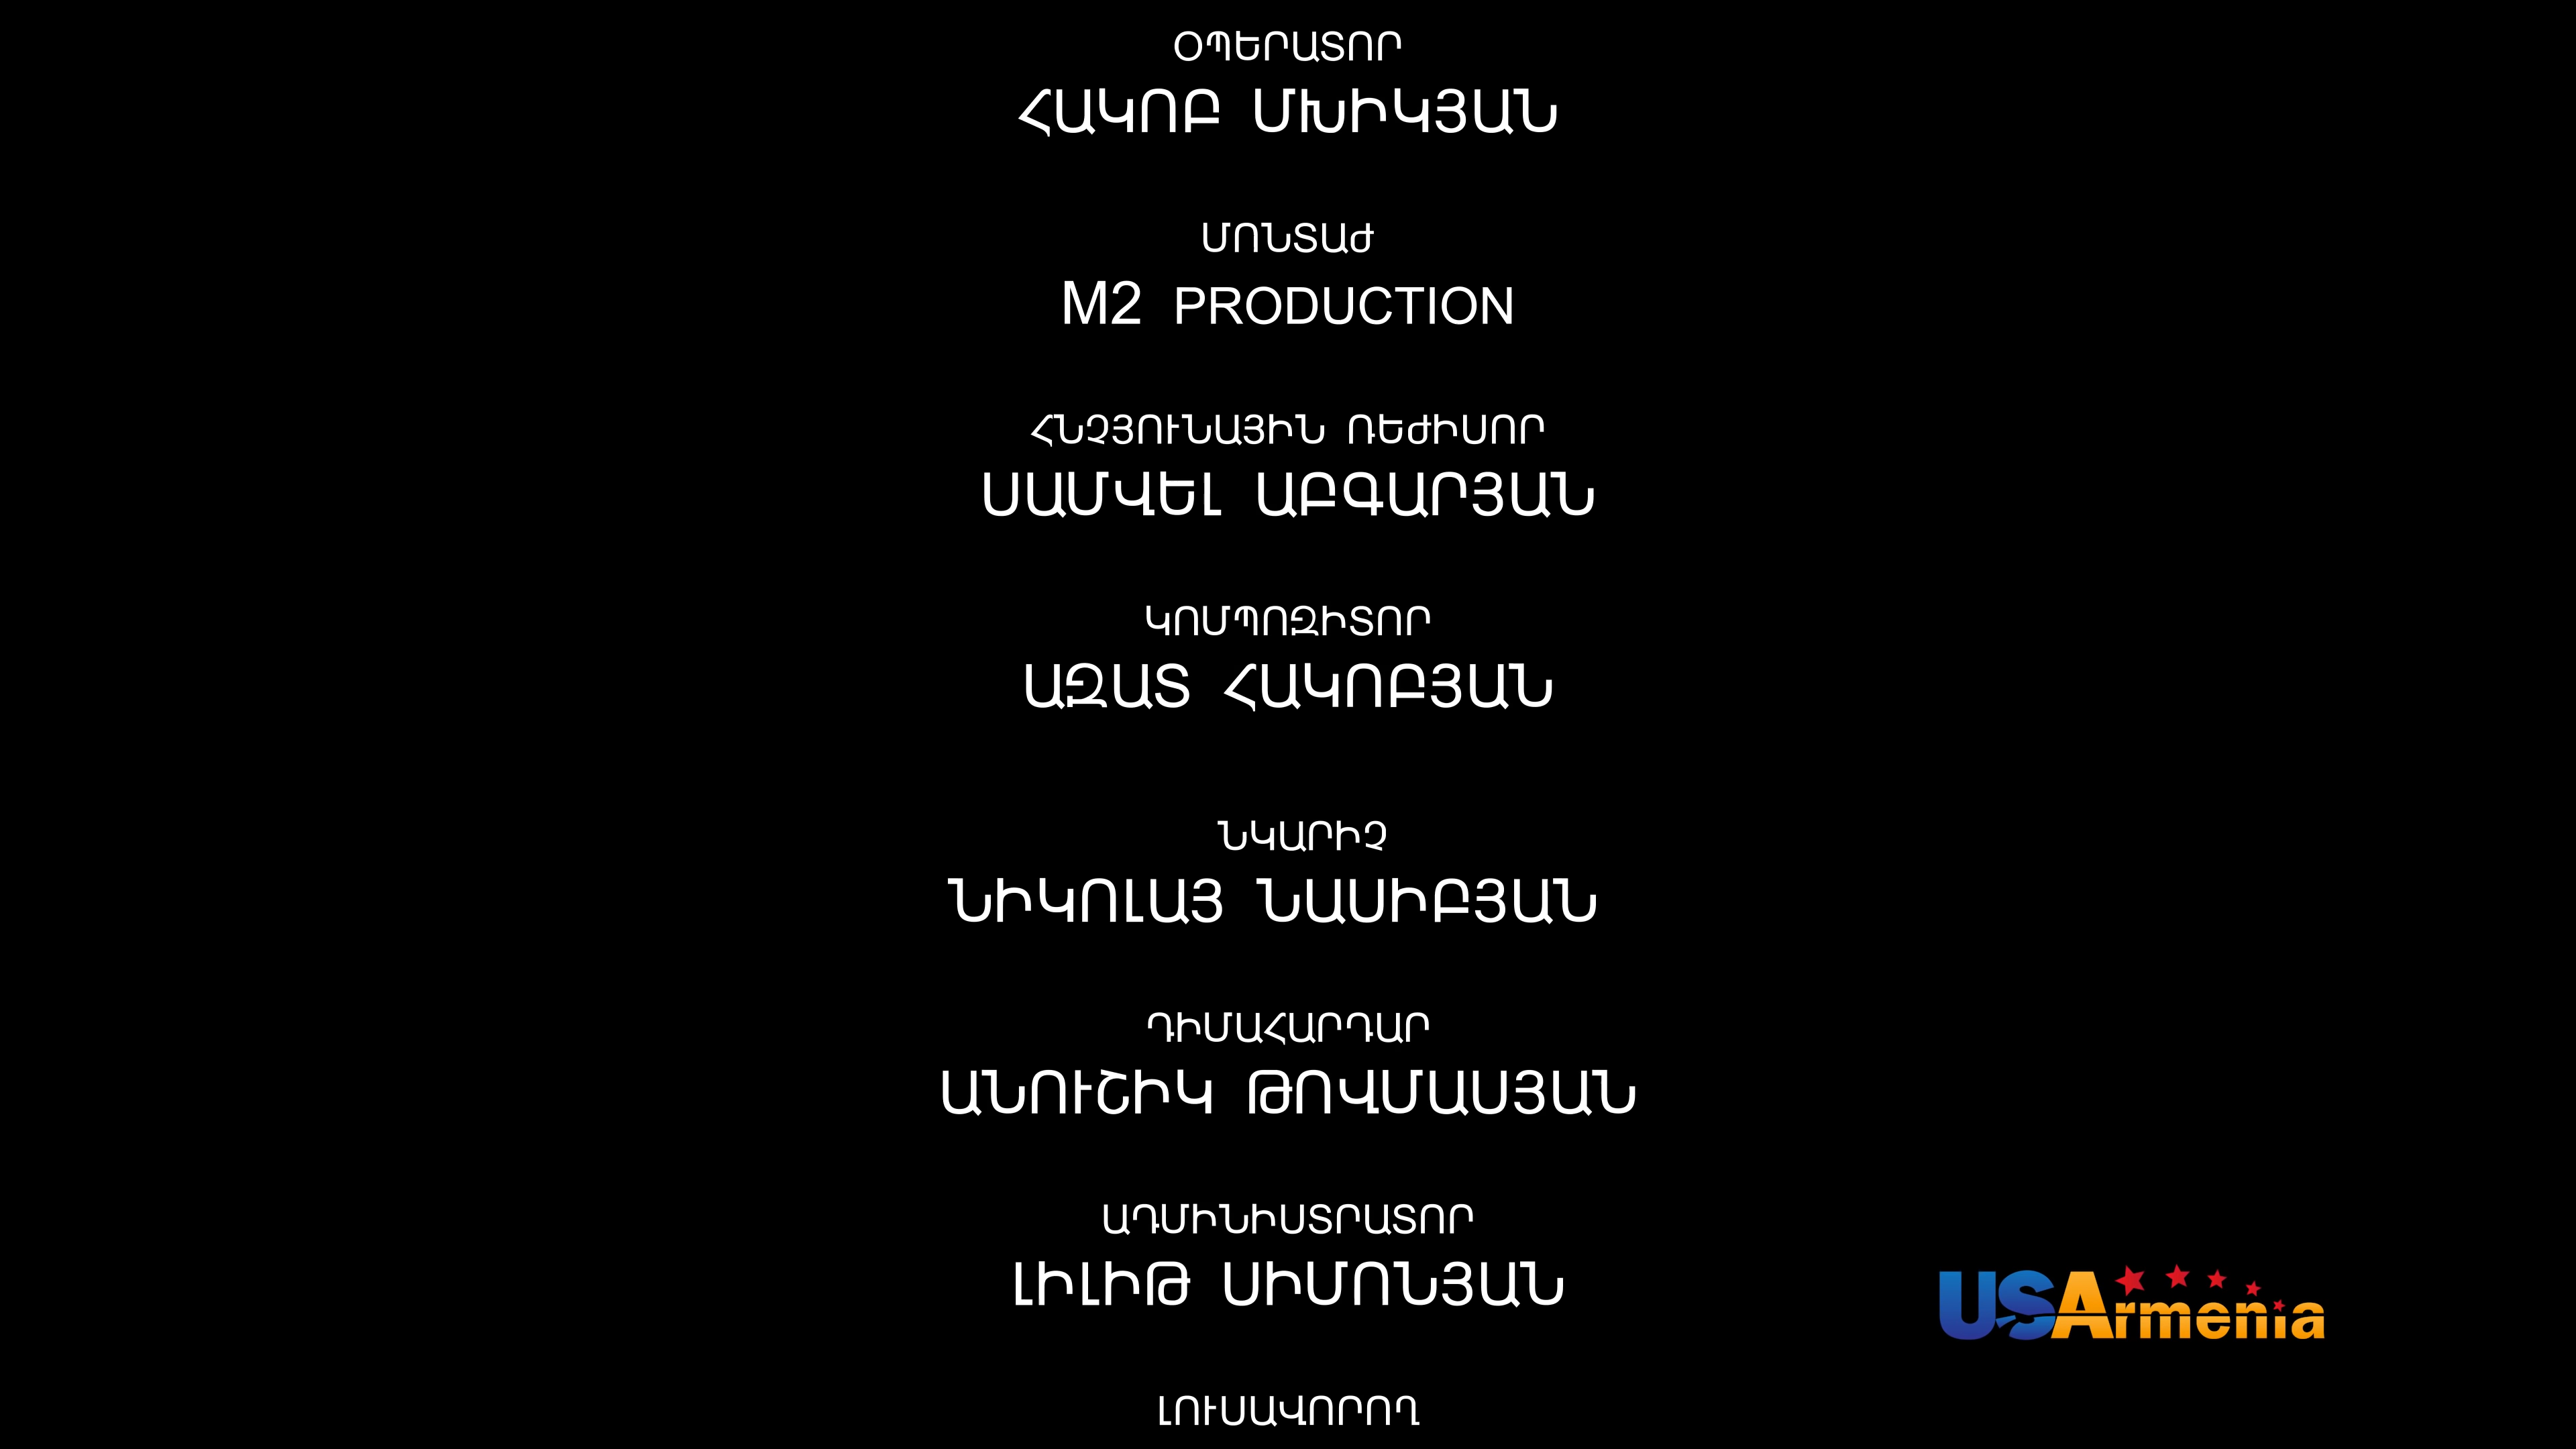 ՕՊԵՐԱՏՈՐ
ՀԱԿՈԲ ՄԽԻԿՅԱՆ
ՄՈՆՏԱԺ
M2 PRODUCTION
ՀՆՉՅՈՒՆԱՅԻՆ ՌԵԺԻՍՈՐ
ՍԱՄՎԵԼ ԱԲԳԱՐՅԱՆ
ԿՈՄՊՈԶԻՏՈՐ
ԱԶԱՏ ՀԱԿՈԲՅԱՆ
ՆԿԱՐԻՉ
ՆԻԿՈԼԱՅ ՆԱՍԻԲՅԱՆ
ԴԻՄԱՀԱՐԴԱՐ
ԱՆՈՒՇԻԿ ԹՈՎՄԱՍՅԱՆ
ԱԴՄԻՆԻՍՏՐԱՏՈՐ
ԼԻԼԻԹ ՍԻՄՈՆՅԱՆ
USArmenia
ԼՈՒՍԱՎՈՐՈՂ